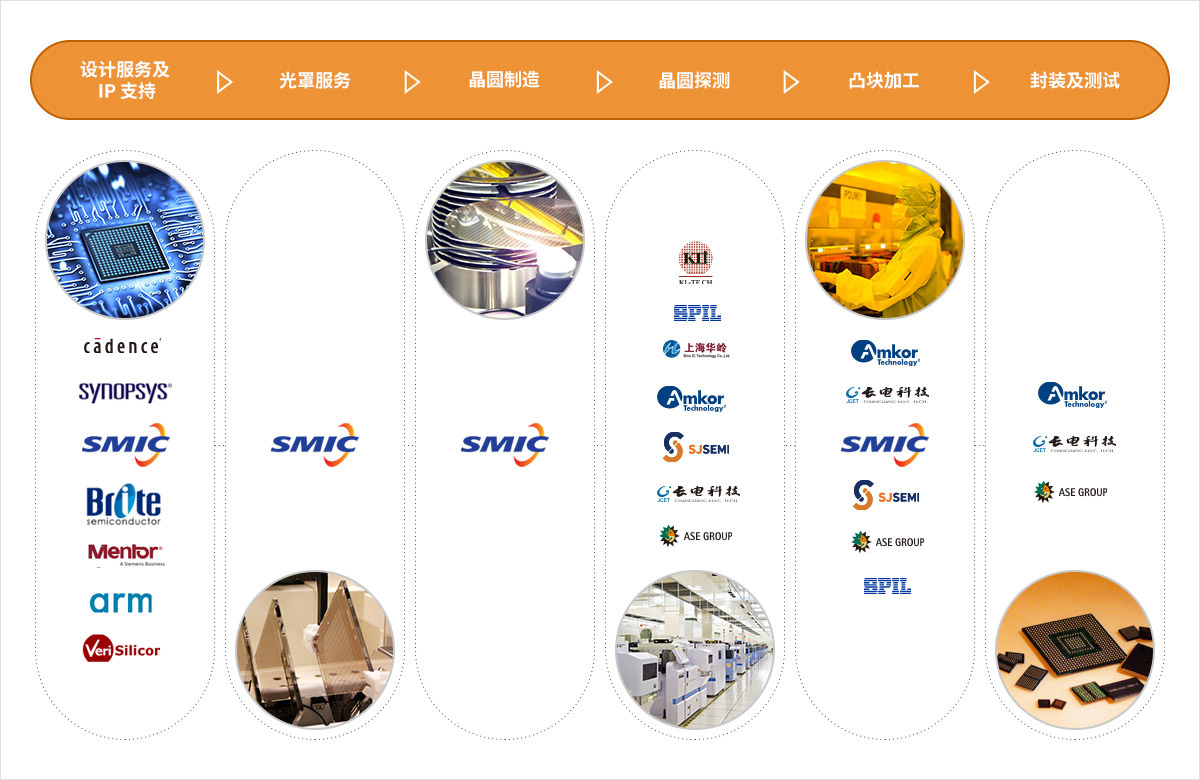 设计服务及
IP 支持
光罩服务
晶圆制造
晶圆探测
凸块加工
封装及测试
cādence
SYNOPSYS®
SMIC
Brite
semiconductor
Mentor®
A Siemens Business
arm
VeriSilicon
SMIC
SMIC
SPIL
上海华岭
Sino IC Technology Co.,Ltd.
Amkor
Technology®
SJSEMI
长电科技
JCET
ASE GROUP
Amkor
Technology®
长电科技
JCET
SMIC
SJSEMI
ASE GROUP
SPIL
Amkor
Technology®
长电科技
JCET
ASE GROUP